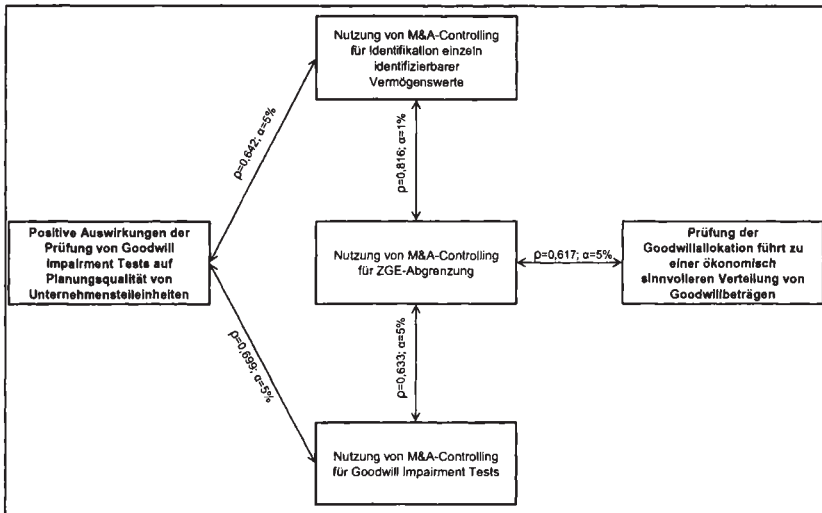 Nutzung von M&A-Controlling
für Identifikation einzeln
identifizierbarer
Vermögenswerte
ρ=0,642; α=5%
ρ=0,816; α=1%
Positive Auswirkungen der
Prüfung von Goodwill
Impairment Tests auf
Planungsqualität von
Unternehmensteileinheiten
Nutzung von M&A-Controlling
für ZGE-Abgrenzung
ρ=0,617; α=5%
Prüfung der
Goodwillallokation führt zu
einer ökonomisch
sinnvollen Verteilung von
Goodwillbeträgen
ρ=0,699; α=5%
ρ=0,633; α=5%
Nutzung von M&A-Controlling
für Goodwill Impairment Tests